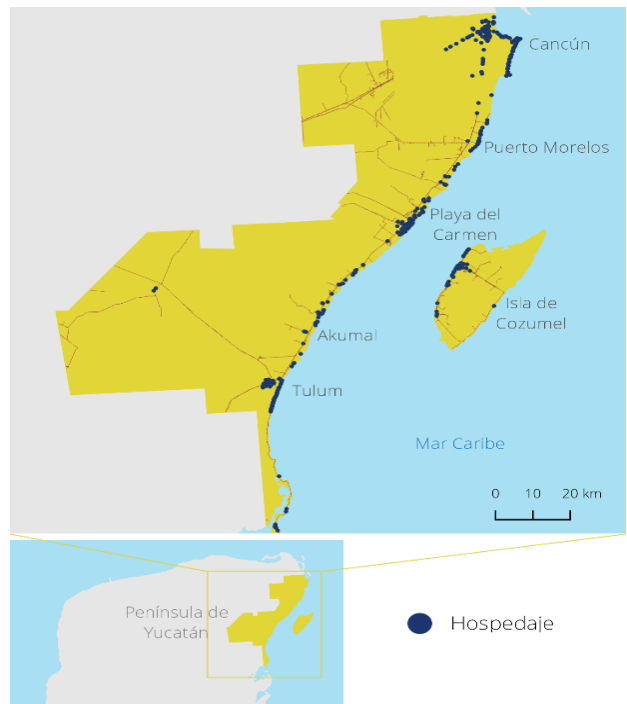 Cancún
Puerto Morelos
Playa del
Carmen
Isla de
Cozumel
Akumal
Tulum
Mar Caribe
0 10 20 km
Península de
Yucatán
Hospedaje